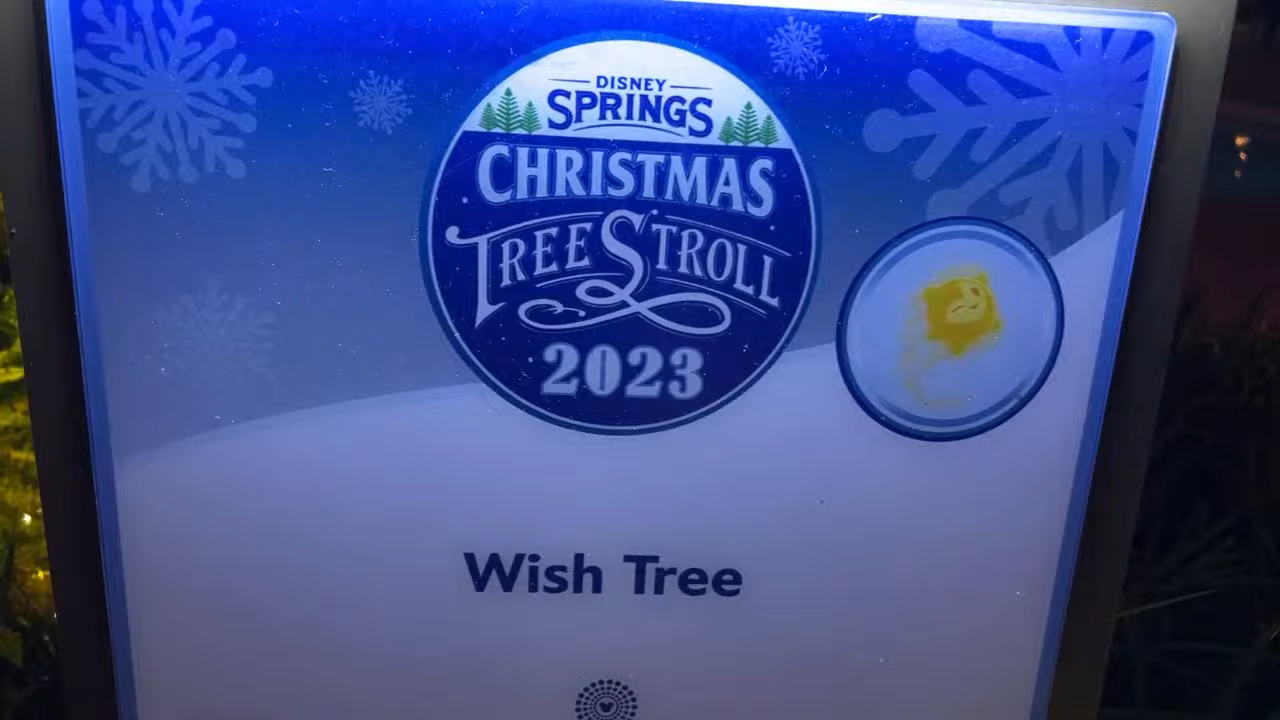 DISNEY
SPRINGS
CHRISTMAS
TREE STROLL
2023
Wish Tree